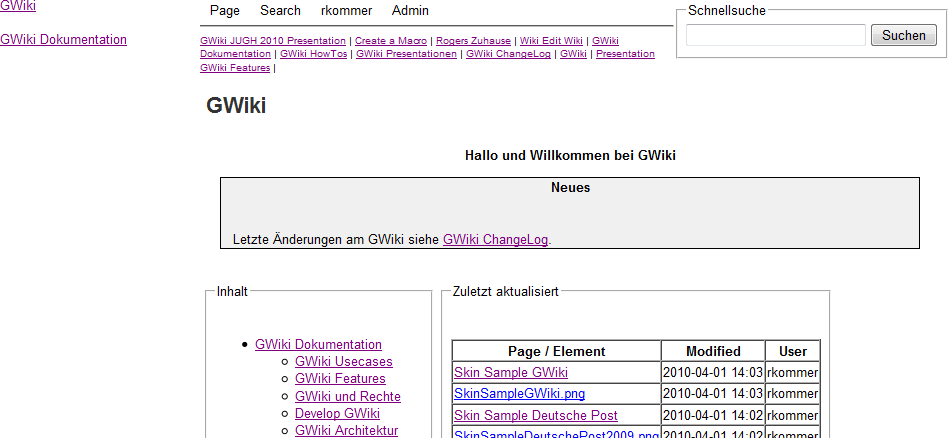 GWiki
GWiki Dokumentation
Page Search rkommer Admin
GWiki JUGH 2010 Presentation | Create a Macro | Rogers Zuhause | Wiki Edit Wiki | GWiki
Dokumentation | GWiki HowTos | GWiki Presentationen | GWiki ChangeLog | GWiki | Presentation
GWiki Features |
Schnellsuche
Suchen
GWiki
Hallo und Willkommen bei GWiki
Neues
Letzte Änderungen am GWiki siehe GWiki ChangeLog.
Inhalt
GWiki Dokumentation
GWiki Usecases
GWiki Features
GWiki und Rechte
Develop GWiki
GWiki Architektur
Zuletzt aktualisiert
Page / Element Modified User
Skin Sample GWiki 2010-04-01 14:03 rkommer
SkinSampleGWiki.png 2010-04-01 14:03 rkommer
Skin Sample Deutsche Post 2010-04-01 14:02 rkommer
SkinSampleDeutschePost2009.png 2010-04-01 14:02 rkommer